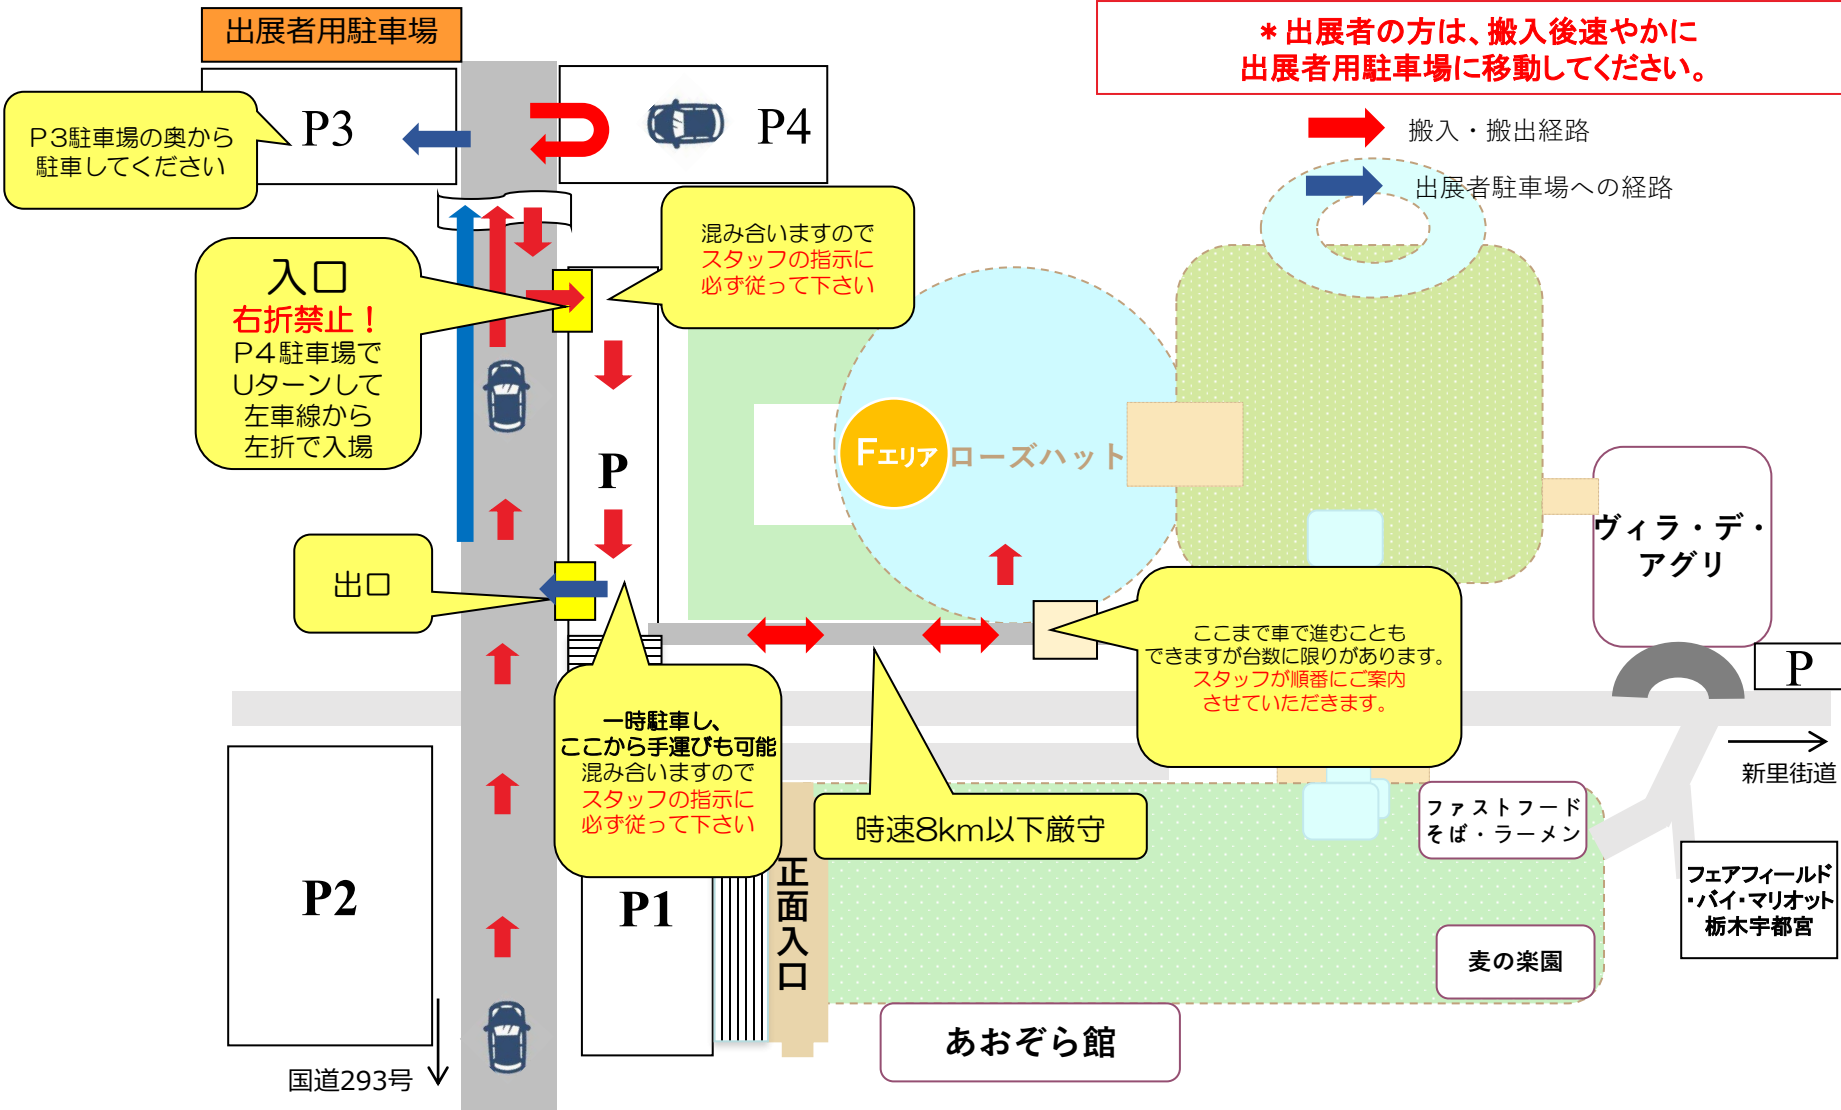 出展者用駐車場
*出展者の方は、搬入後速やかに
出展者用駐車場に移動してください。
搬入・搬出経路
出展者駐車場への経路
P3駐車場の奥から
駐車してください
P3
P4
混み合いますので
スタッフの指示に
必ず従って下さい
入口
右折禁止！
P4駐車場で
Uターンして
左車線から
左折で入場
P
Fエリア
ローズハット
ヴィラ・デ・
アグリ
出口
ここまで車で進むことも
できますが台数に限りがあります。
スタッフが順番にご案内
させていただきます。
P
一時駐車し、
ここから手運びも可能
混み合いますので
スタッフの指示に
必ず従って下さい
時速8km以下厳守
新里街道
ファストフード
そば・ラーメン
フェアフィールド
・バイ・マリオット
栃木宇都宮
P2
P1
正面入口
麦の楽園
あおぞら館
国道293号